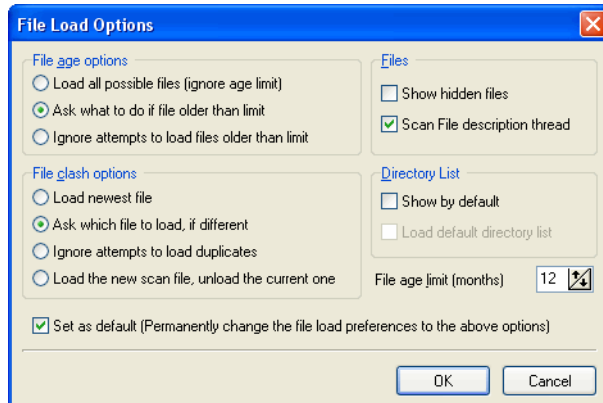 File Load Options
File age options
Load all possible files (ignore age limit)
Ask what to do if file older than limit
Ignore attempts to load files older than limit
Files
Show hidden files
Scan File description thread
File clash options
Load newest file
Ask which file to load, if different
Ignore attempts to load duplicates
Load the new scan file, unload the current one
Directory List
Show by default
Load default directory list
File age limit (months) 12
Set as default (Permanently change the file load preferences to the above options)
OK Cancel